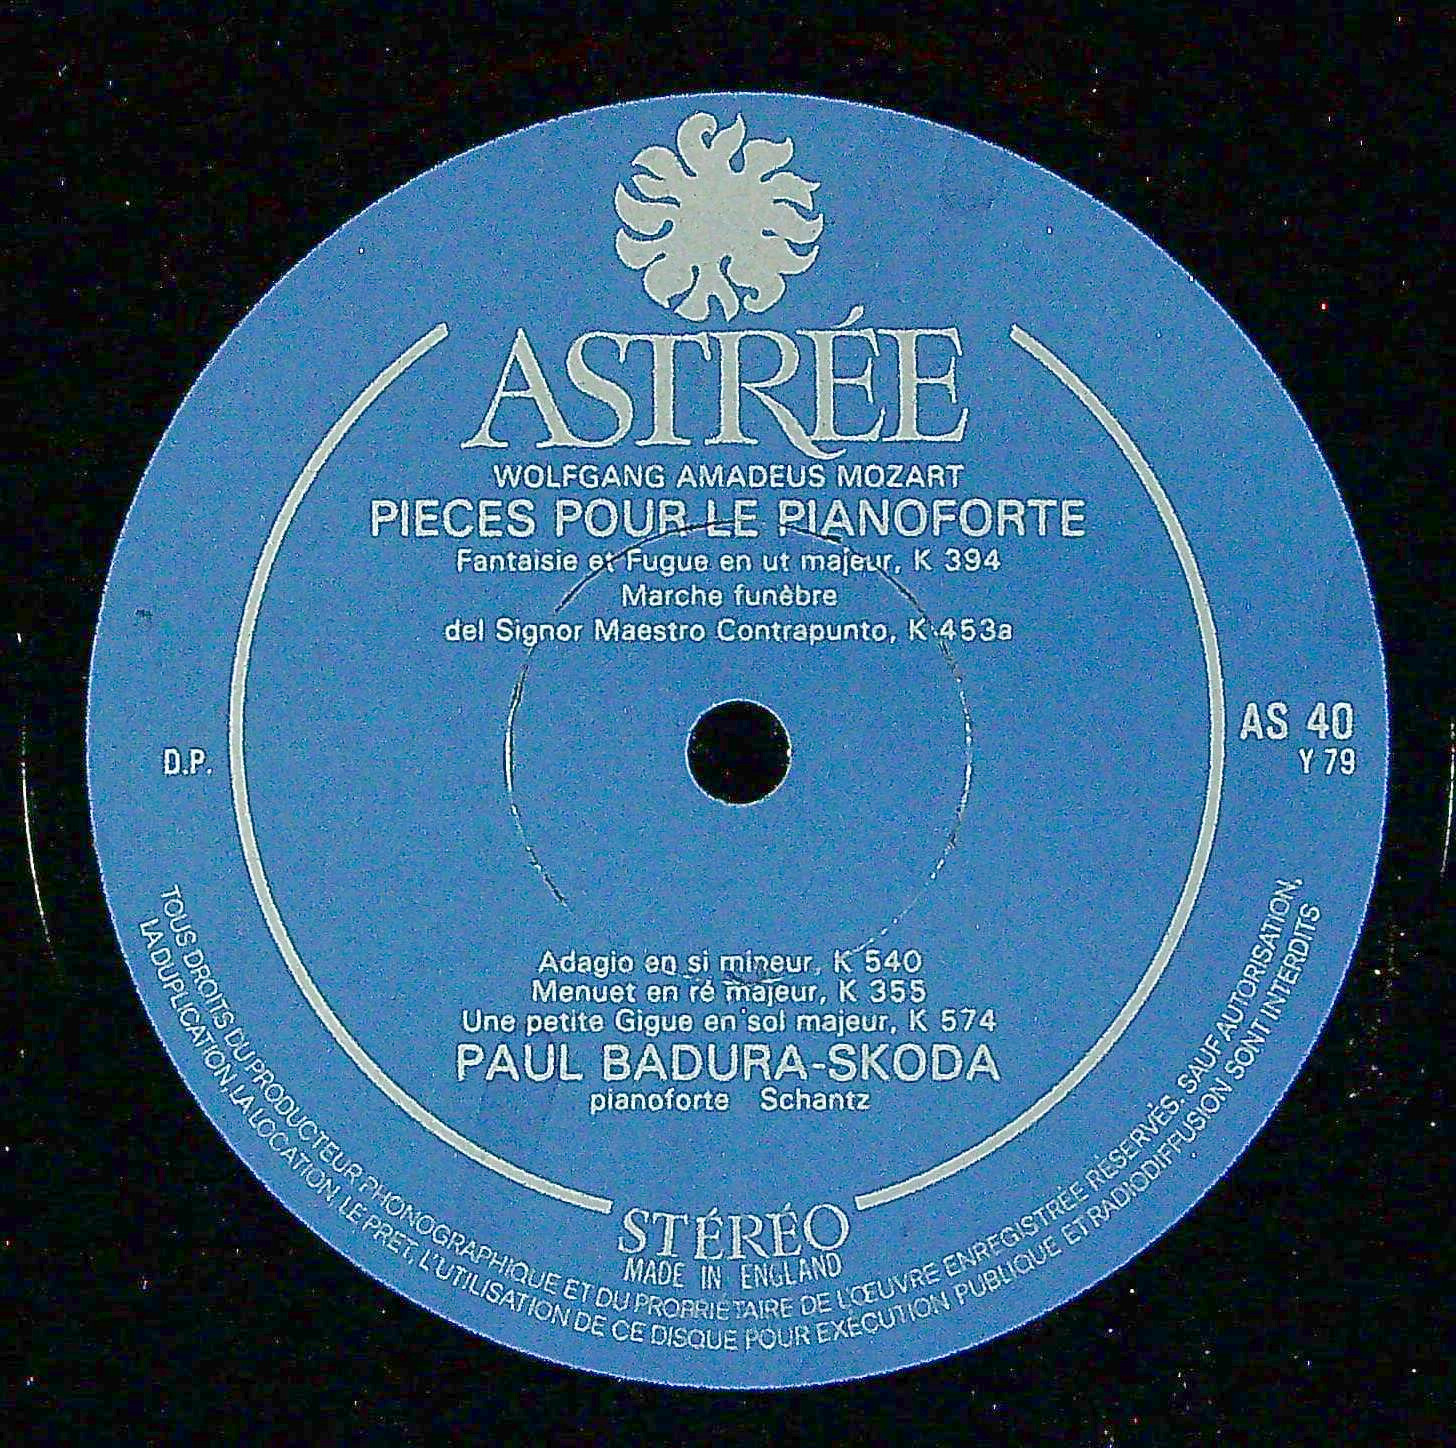 ASTRÉE
WOLFGANG AMADEUS MOZART
PIECES POUR LE PIANOFORTE
Fantaisie et Fugue en ut majeur, K 394
Marche funèbre
del Signor Maestro Contrapunto, K 453a
AS 40
Y 79
D.P.
Adagio en si mineur, K 540
Menuet en ré majeur, K 355
Une petite Gigue en sol majeur, K 574
PAUL BADURA-SKODA
pianoforte Schantz
STÉRÉO
MADE IN ENGLAND
TOUS DROITS DU PRODUCTEUR PHONOGRAPHIQUE ET DU PROPRIÉTAIRE DE L'ŒUVRE ENREGISTRÉE RÉSERVÉS. SAUF AUTORISATION,
LA DUPLICATION, LA LOCATION, LE PRET, L'UTILISATION DE CE DISQUE POUR EXECUTION PUBLIQUE ET RADIODIFFUSION SONT INTERDITS